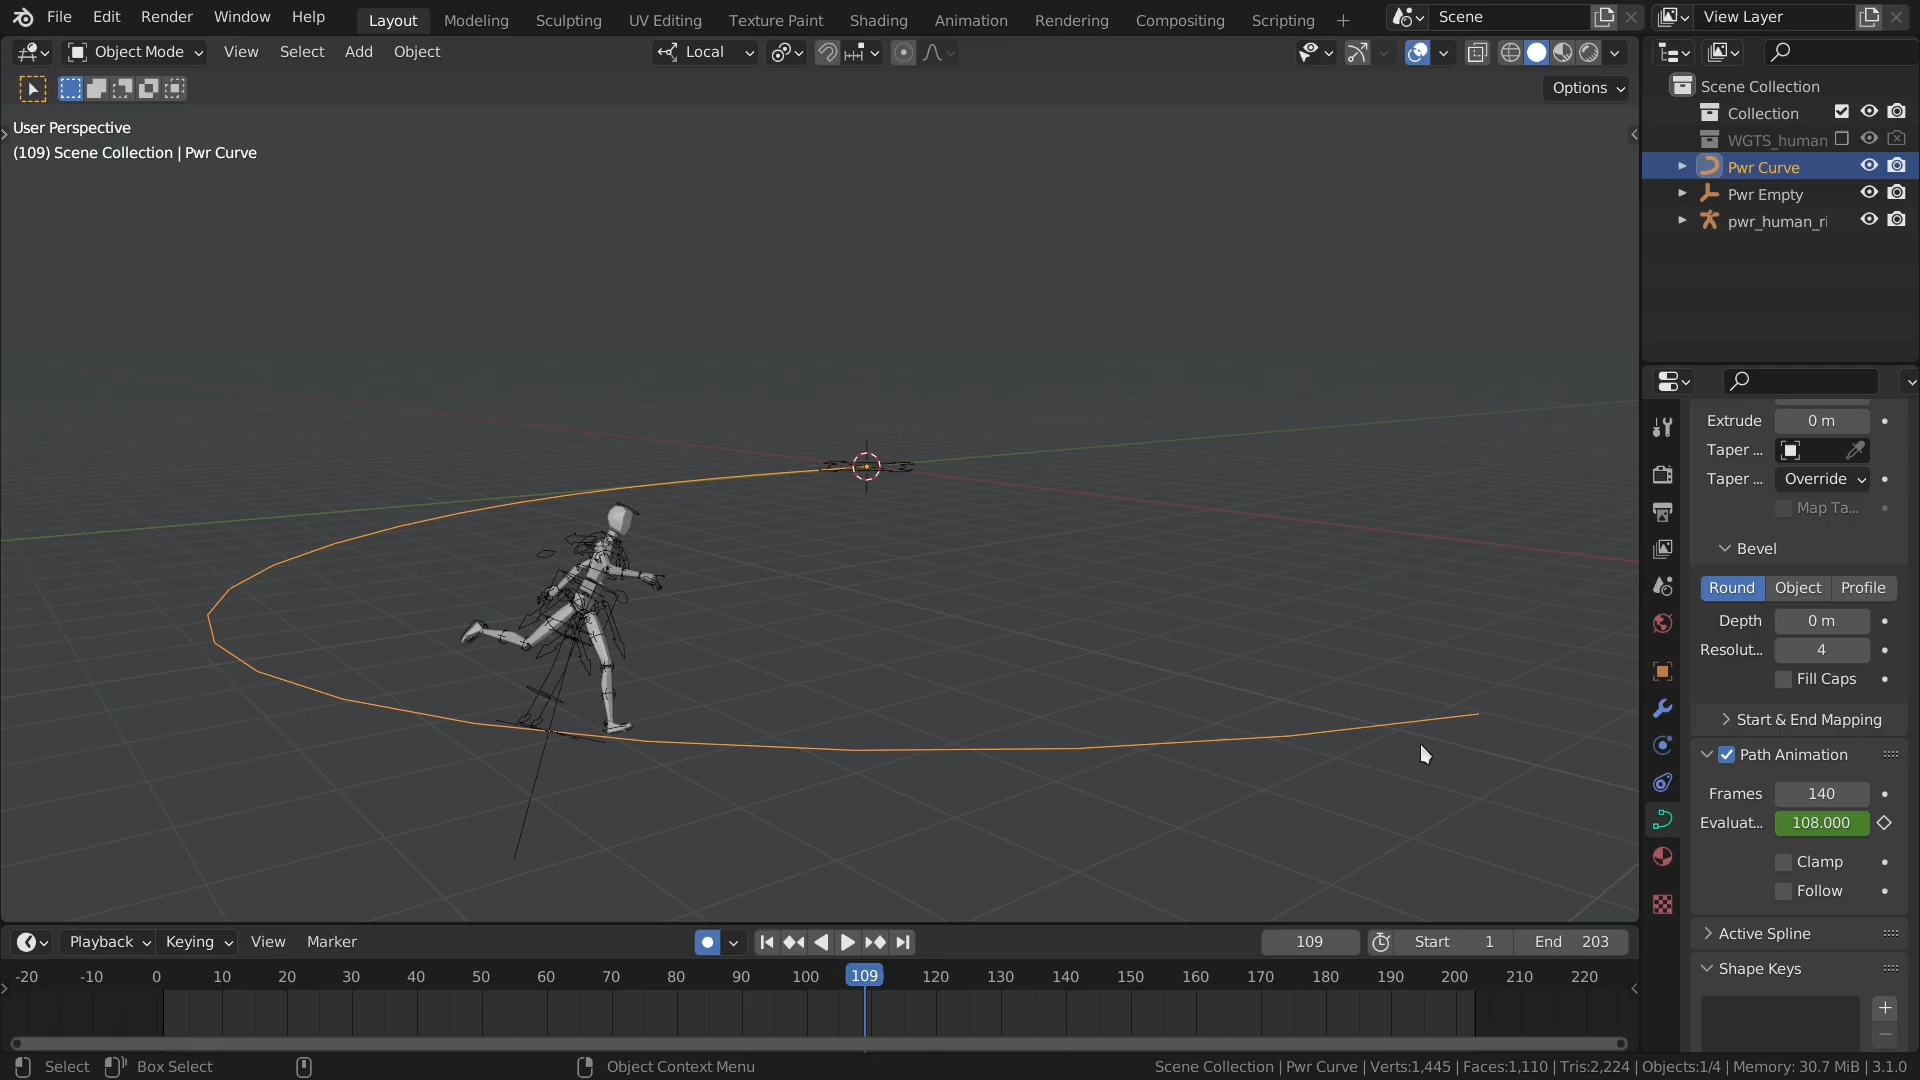 File Edit Render Window Help Layout Modeling Sculpting UV Editing Texture Paint Shading Animation Rendering Compositing Scripting + Scene View Layer
Object Mode View Select Add Object Local
Options
User Perspective
(109) Scene Collection | Pwr Curve
Scene Collection
Collection
WGTS_human
Pwr Curve
Pwr Empty
pwr_human_ri
Extrude 0 m
Taper ...
Taper ... Override
Map Ta...
Bevel
Round Object Profile
Depth 0 m
Resolut... 4
Fill Caps
Start & End Mapping
Path Animation
Frames 140
Evaluat... 108.000
Clamp
Follow
Active Spline
Shape Keys
Playback Keying View Marker 109 Start 1 End 203
-20 -10 0 10 20 30 40 50 60 70 80 90 100 109 120 130 140 150 160 170 180 190 200 210 220
Select Box Select Object Context Menu Scene Collection | Pwr Curve | Verts:1,445 | Faces:1,110 | Tris:2,224 | Objects:1/4 | Memory: 30.7 MiB | 3.1.0